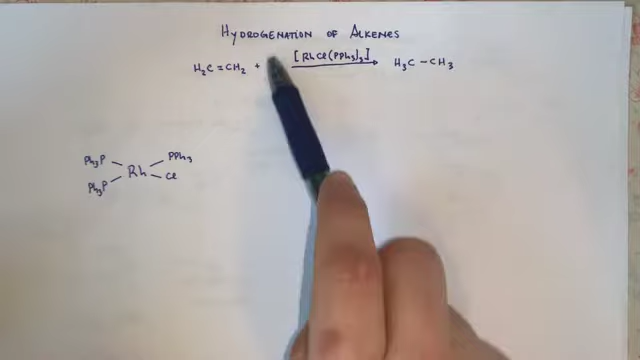 HYDROGENATION OF ALKENES
H₂C=CH₂ + [RhCl(PPh₃)₃] H₃C-CH₃
Ph₃P PPh₃
Rh
Ph₃P Cl